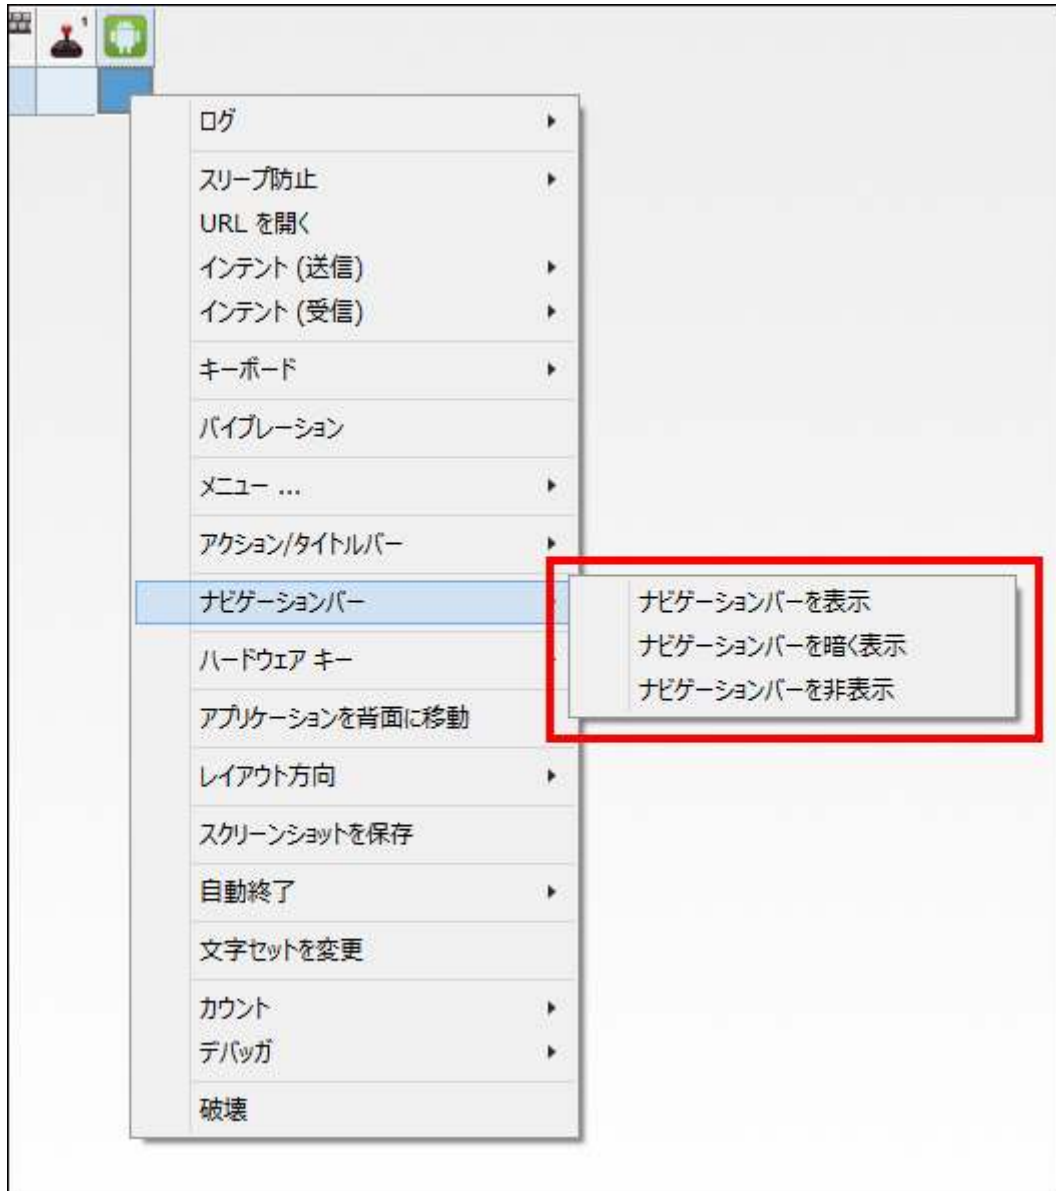 1
ログ
スリープ防止
URL を開く
インテント (送信)
インテント (受信)
キーボード
バイブレーション
メニュー ...
アクション/タイトルバー
ナビゲーションバー
ナビゲーションバーを表示
ナビゲーションバーを暗く表示
ナビゲーションバーを非表示
ハードウェア キー
アプリケーションを背面に移動
レイアウト方向
スクリーンショットを保存
自動終了
文字セットを変更
カウント
デバッガ
破壊